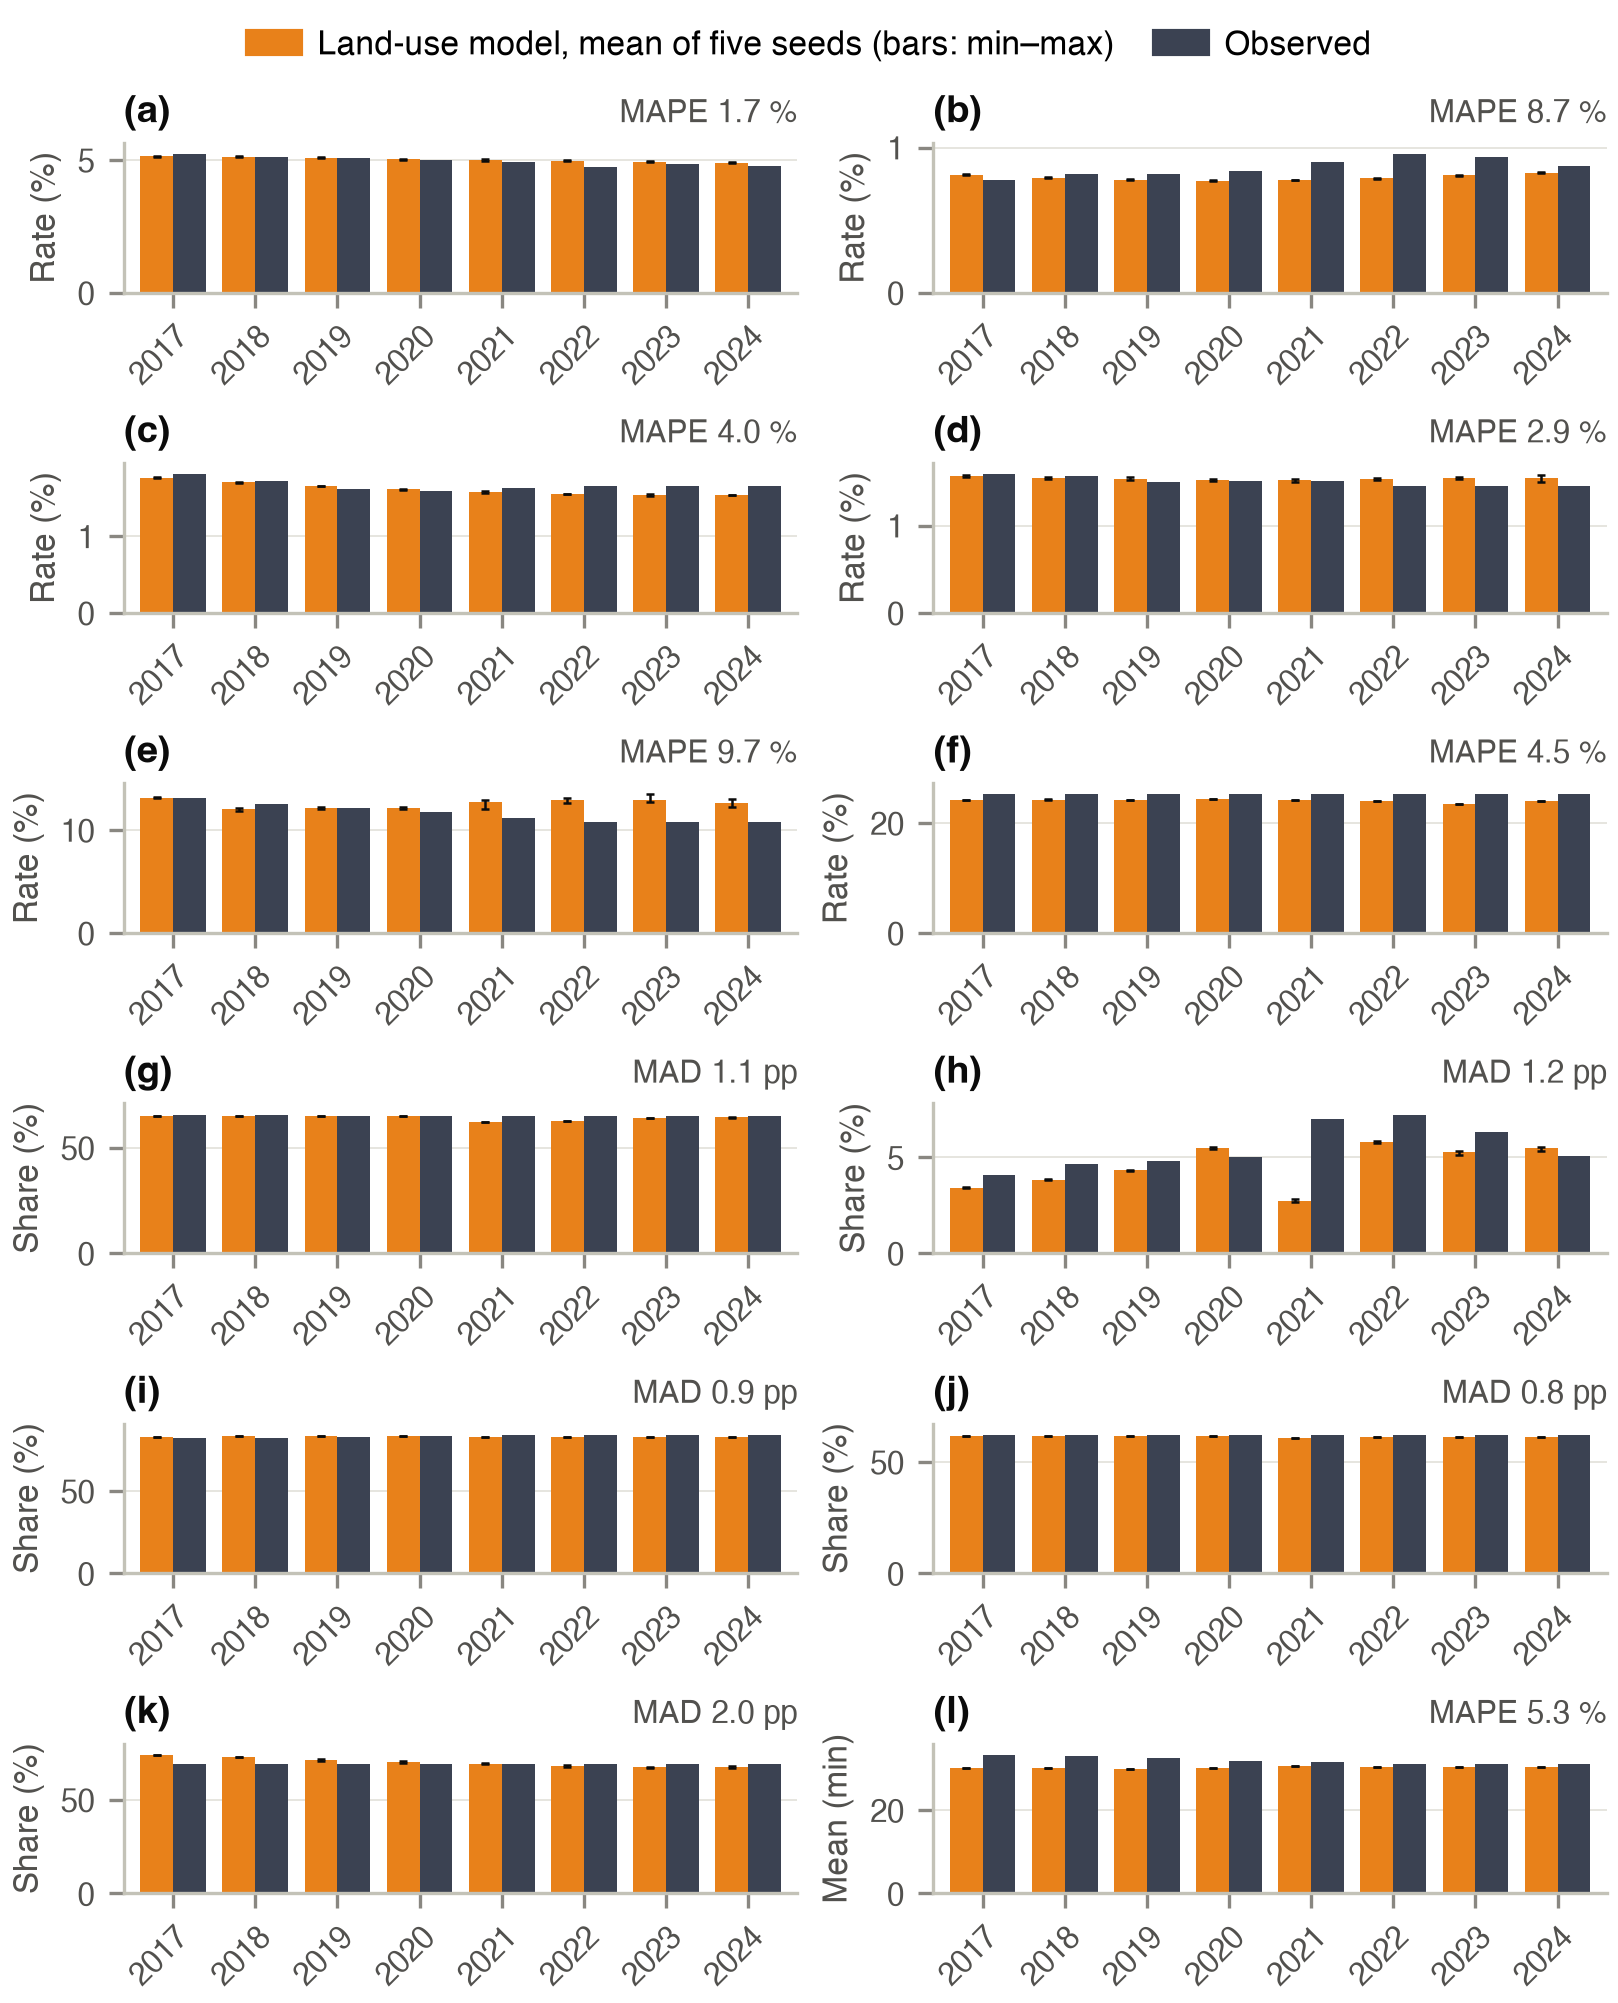 Land-use model, mean of five seeds (bars: min–max) Observed
(a) MAPE 1.7 %
Rate (%)
5
0
2017 2018 2019 2020 2021 2022 2023 2024
(b) MAPE 8.7 %
Rate (%)
1
0
2017 2018 2019 2020 2021 2022 2023 2024
(c) MAPE 4.0 %
Rate (%)
1
0
2017 2018 2019 2020 2021 2022 2023 2024
(d) MAPE 2.9 %
Rate (%)
1
0
2017 2018 2019 2020 2021 2022 2023 2024
(e) MAPE 9.7 %
Rate (%)
10
0
2017 2018 2019 2020 2021 2022 2023 2024
(f) MAPE 4.5 %
Rate (%)
20
0
2017 2018 2019 2020 2021 2022 2023 2024
(g) MAD 1.1 pp
Share (%)
50
0
2017 2018 2019 2020 2021 2022 2023 2024
(h) MAD 1.2 pp
Share (%)
5
0
2017 2018 2019 2020 2021 2022 2023 2024
(i) MAD 0.9 pp
Share (%)
50
0
2017 2018 2019 2020 2021 2022 2023 2024
(j) MAD 0.8 pp
Share (%)
50
0
2017 2018 2019 2020 2021 2022 2023 2024
(k) MAD 2.0 pp
Share (%)
50
0
2017 2018 2019 2020 2021 2022 2023 2024
(l) MAPE 5.3 %
Mean (min)
20
0
2017 2018 2019 2020 2021 2022 2023 2024